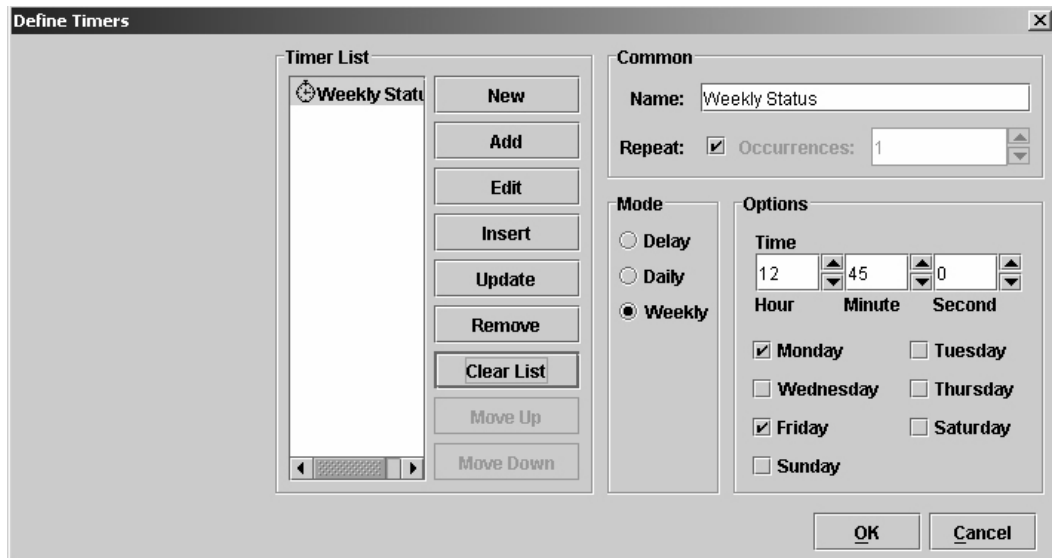 Define Timers
Timer List
Weekly Statu
New
Add
Edit
Insert
Update
Remove
Clear List
Move Up
Move Down
Common
Name: Weekly Status
Repeat: Occurrences: 1
Mode
Delay
Daily
Weekly
Options
Time
12 45 0
Hour Minute Second
Monday Tuesday
Wednesday Thursday
Friday Saturday
Sunday
OK Cancel